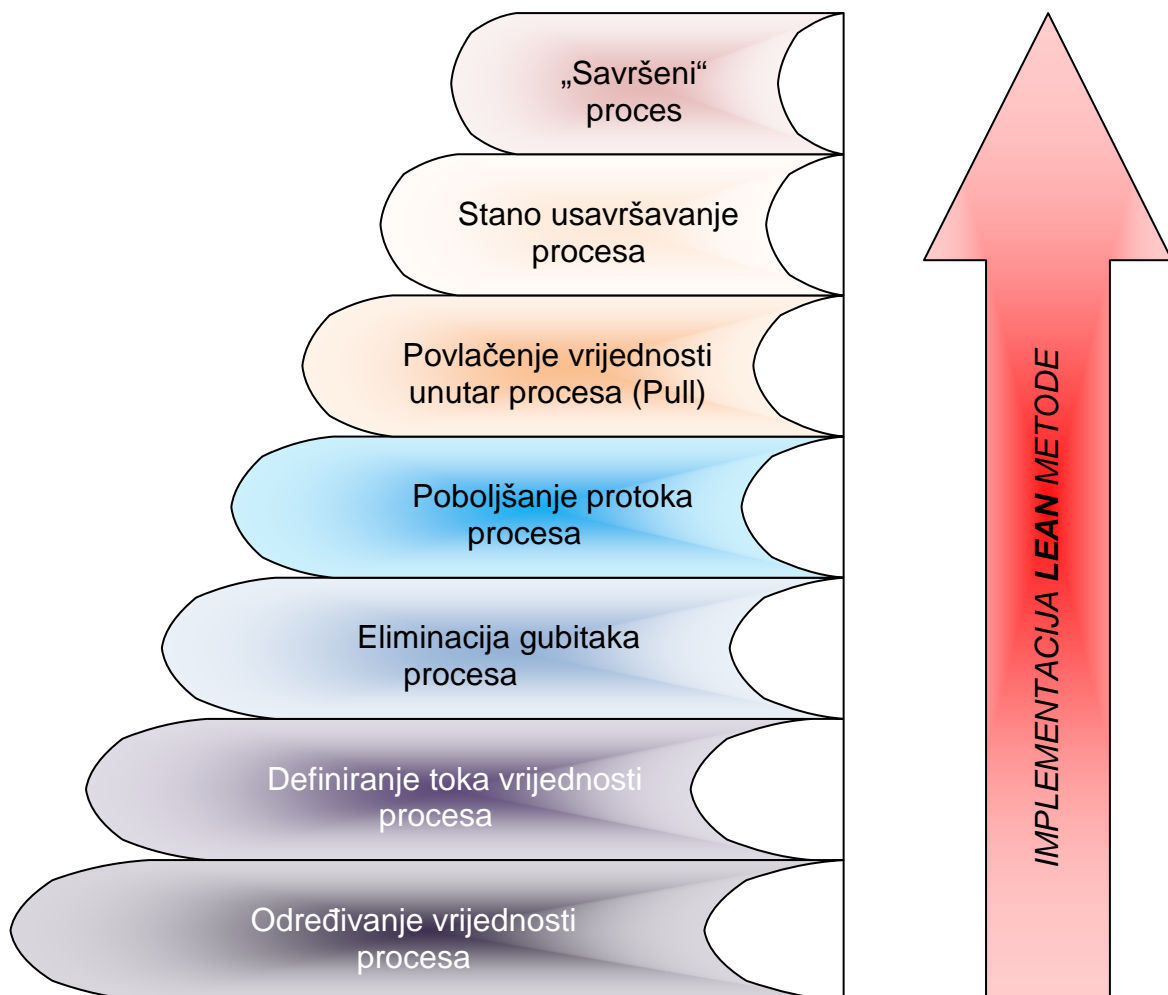 „Savršeni“
proces
Stano usavršavanje
procesa
Povlačenje vrijednosti
unutar procesa (Pull)
Poboljšanje protoka
procesa
Eliminacija gubitaka
procesa
Definiranje toka vrijednosti
procesa
Određivanje vrijednosti
procesa
IMPLEMENTACIJA LEAN METODE